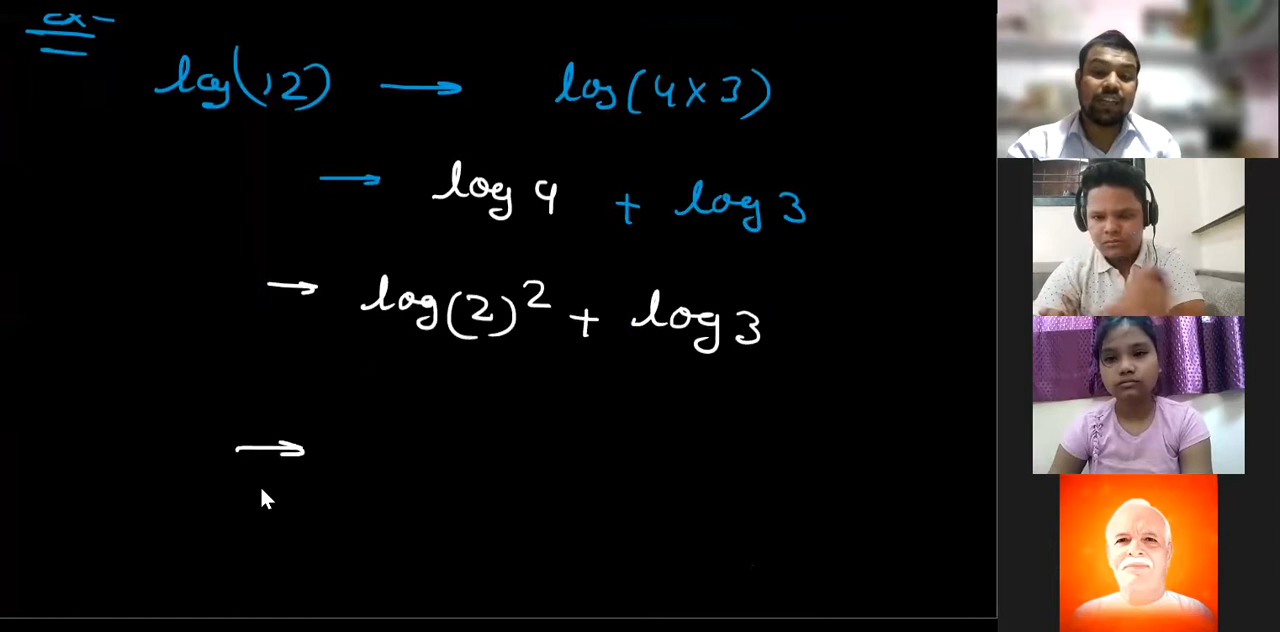 ex-
log(12) → log(4×3)
→ log 4 + log 3
→ log(2)² + log 3
→